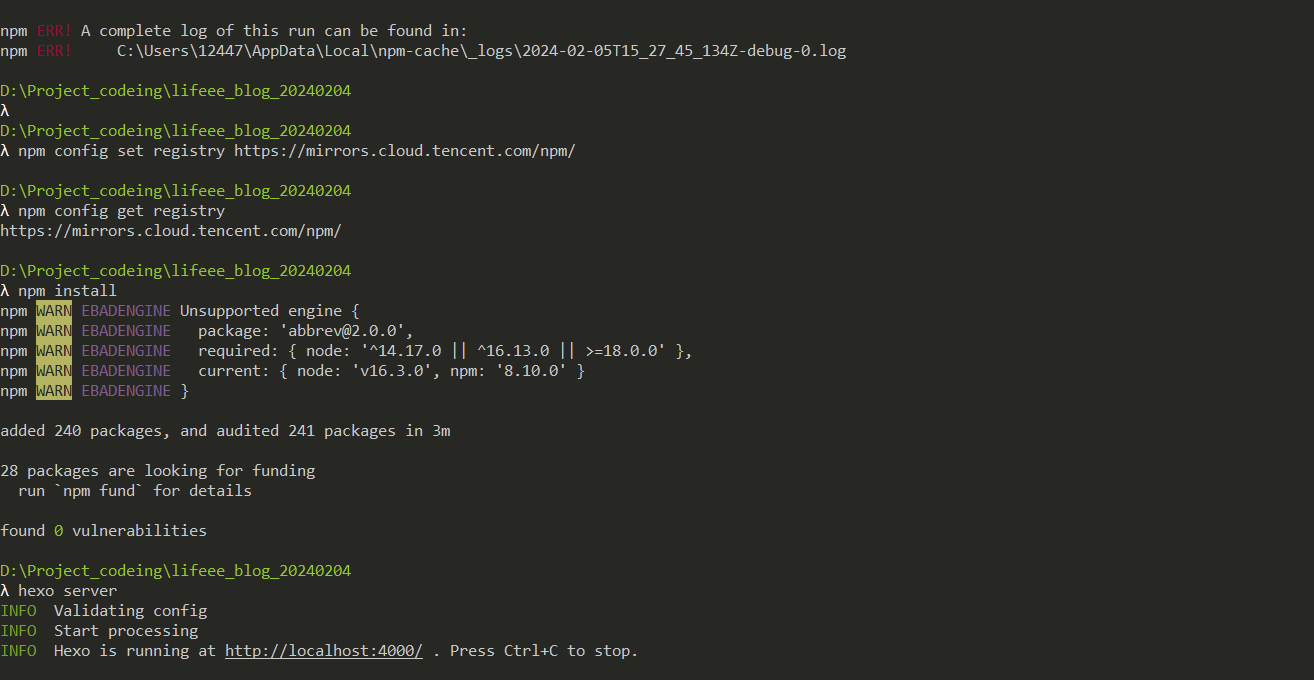 npm ERR! A complete log of this run can be found in:
npm ERR!     C:\Users\12447\AppData\Local\npm-cache\_logs\2024-02-05T15_27_45_134Z-debug-0.log
D:\Project_codeing\lifeee_blog_20240204
λ
D:\Project_codeing\lifeee_blog_20240204
λ npm config set registry https://mirrors.cloud.tencent.com/npm/
D:\Project_codeing\lifeee_blog_20240204
λ npm config get registry
https://mirrors.cloud.tencent.com/npm/
D:\Project_codeing\lifeee_blog_20240204
λ npm install
npm WARN EBADENGINE Unsupported engine {
npm WARN EBADENGINE   package: 'abbrev@2.0.0',
npm WARN EBADENGINE   required: { node: '^14.17.0 || ^16.13.0 || >=18.0.0' },
npm WARN EBADENGINE   current: { node: 'v16.3.0', npm: '8.10.0' }
npm WARN EBADENGINE }
added 240 packages, and audited 241 packages in 3m
28 packages are looking for funding
  run `npm fund` for details
found 0 vulnerabilities
D:\Project_codeing\lifeee_blog_20240204
λ hexo server
INFO  Validating config
INFO  Start processing
INFO  Hexo is running at http://localhost:4000/ . Press Ctrl+C to stop.